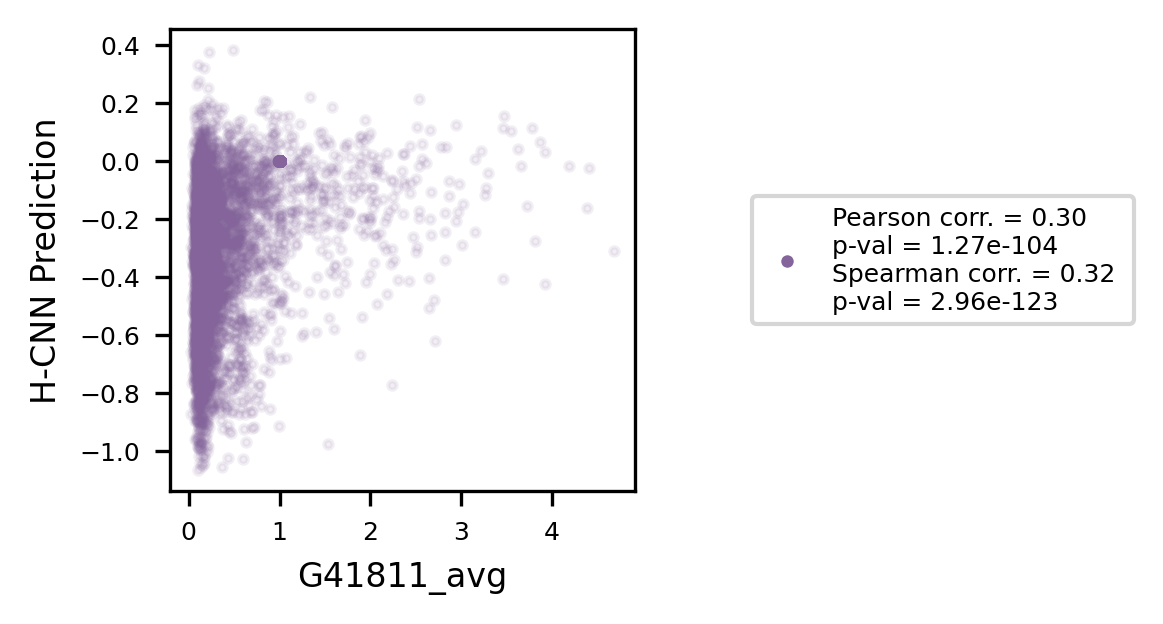 0.4
0.2
0.0
−0.2
−0.4
−0.6
−0.8
−1.0
H-CNN Prediction
0 1 2 3 4
G41811_avg
Pearson corr. = 0.30
p-val = 1.27e-104
Spearman corr. = 0.32
p-val = 2.96e-123